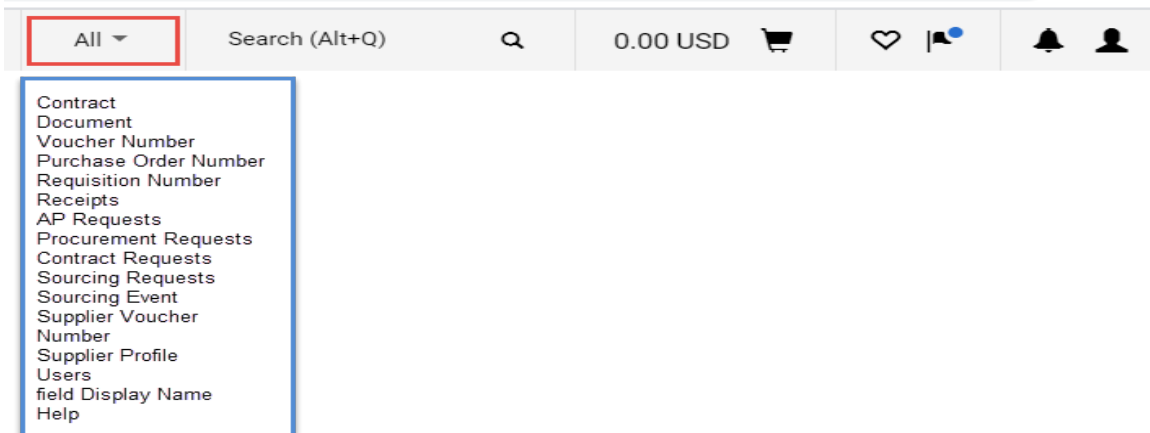 All
Search (Alt+Q)
0.00 USD
Contract
Document
Voucher Number
Purchase Order Number
Requisition Number
Receipts
AP Requests
Procurement Requests
Contract Requests
Sourcing Requests
Sourcing Event
Supplier Voucher
Number
Supplier Profile
Users
field Display Name
Help